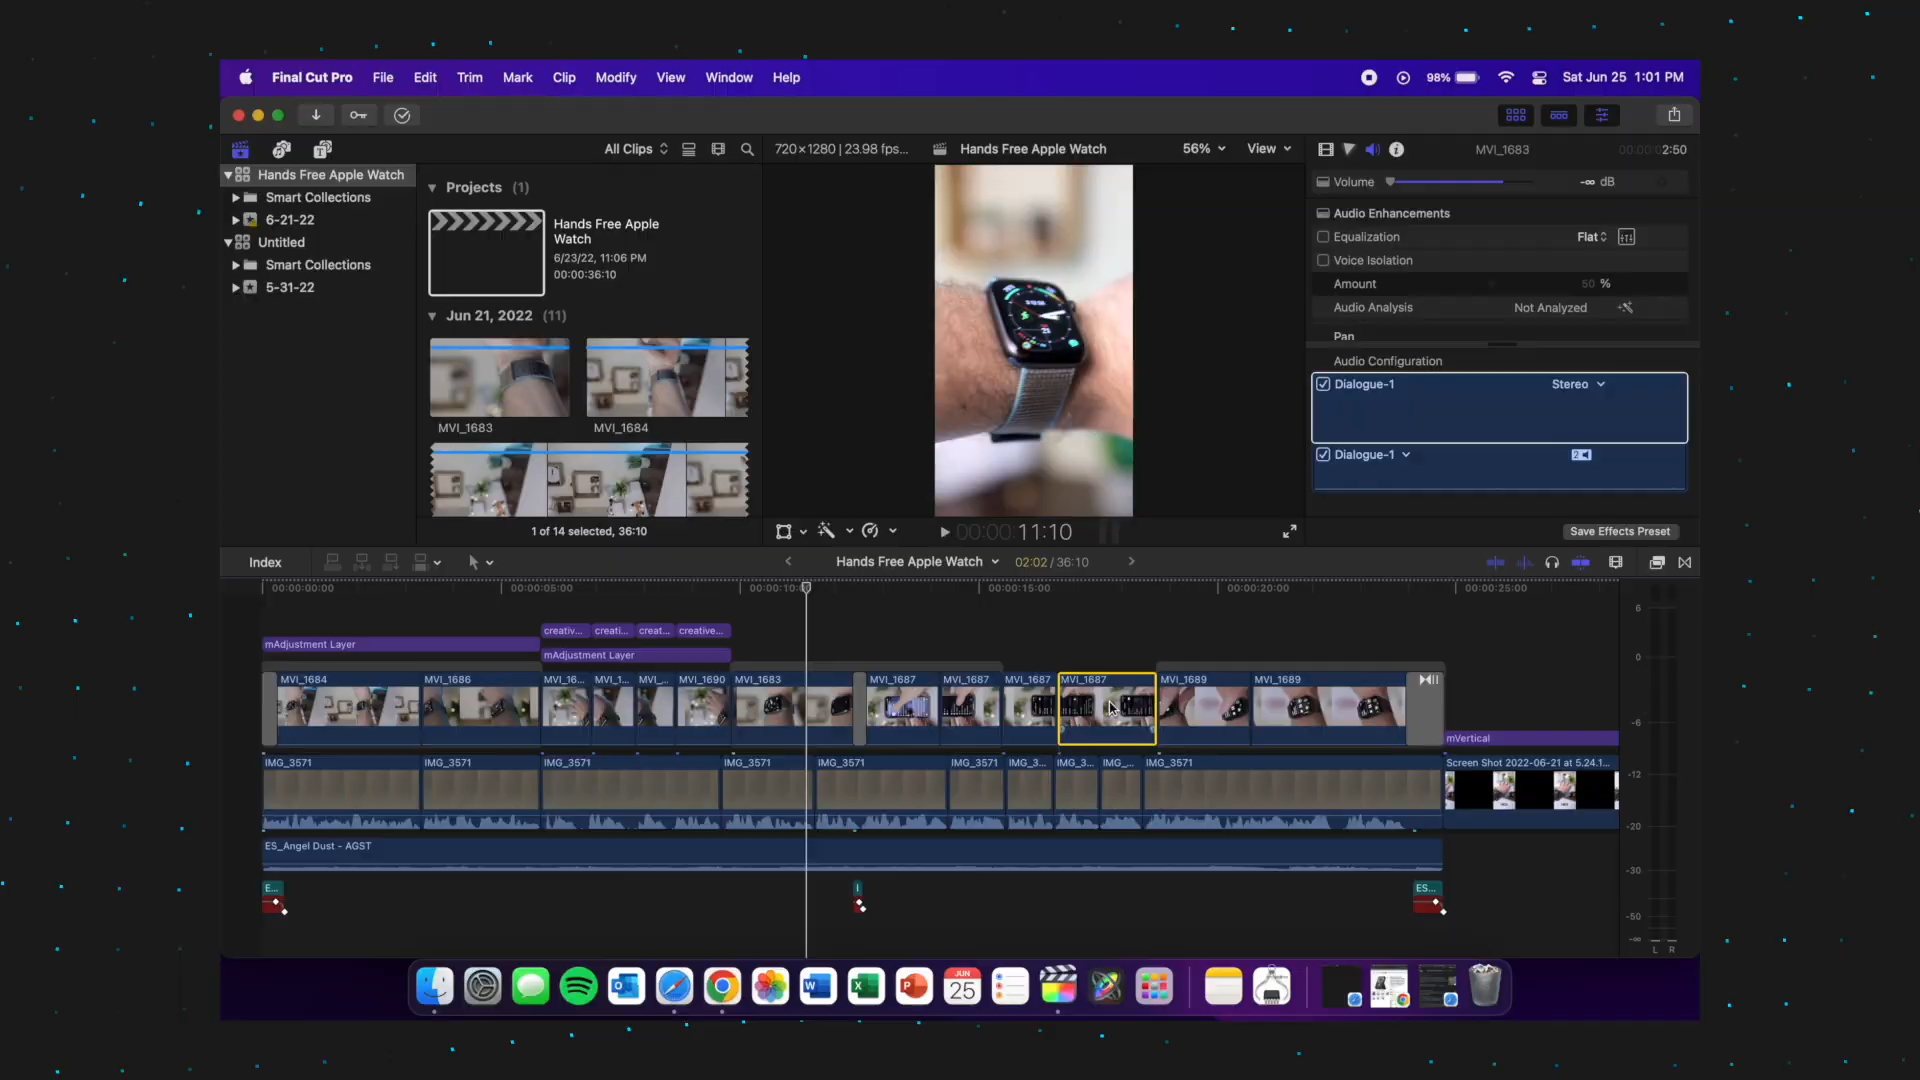 Final Cut Pro File Edit Trim Mark Clip Modify View Window Help
98% Sat Jun 25 1:01 PM
All Clips
720×1280 | 23.98 fps...
Hands Free Apple Watch
56% View
MVI_1683
2:50
Hands Free Apple Watch
Smart Collections
6-21-22
Untitled
Smart Collections
5-31-22
Projects (1)
Hands Free Apple
Watch
6/23/22, 11:06 PM
00:00:36:10
Jun 21, 2022 (11)
MVI_1683
MVI_1684
1 of 14 selected, 36:10
00:00:11:10
Volume -∞ dB
Audio Enhancements
Equalization Flat
Voice Isolation
Amount 50 %
Audio Analysis Not Analyzed
Pan
Audio Configuration
Dialogue-1 Stereo
Dialogue-1 2
Save Effects Preset
Index
Hands Free Apple Watch 02:02 / 36:10
00:00:00:00 00:00:05:00 00:00:10:0 00:00:15:00 00:00:20:00 00:00:25:00
creativ... creati... creat... creative...
mAdjustment Layer
mAdjustment Layer
MVI_1684 MVI_1686 MVI_16... MVI_1... MVI_... MVI_1690 MVI_1683 MVI_1687 MVI_1687 MVI_1687 MVI_1687 MVI_1689 MVI_1689
mVertical
IMG_3571 IMG_3571 IMG_3571 IMG_3571 IMG_3571 IMG_3571 IMG_3... IMG_3... IMG_... IMG_3571 Screen Shot 2022-06-21 at 5.24.1...
ES_Angel Dust - AGST
E... I ES...
6
0
-6
-12
-20
-30
-50
-∞
L R
JUN
25